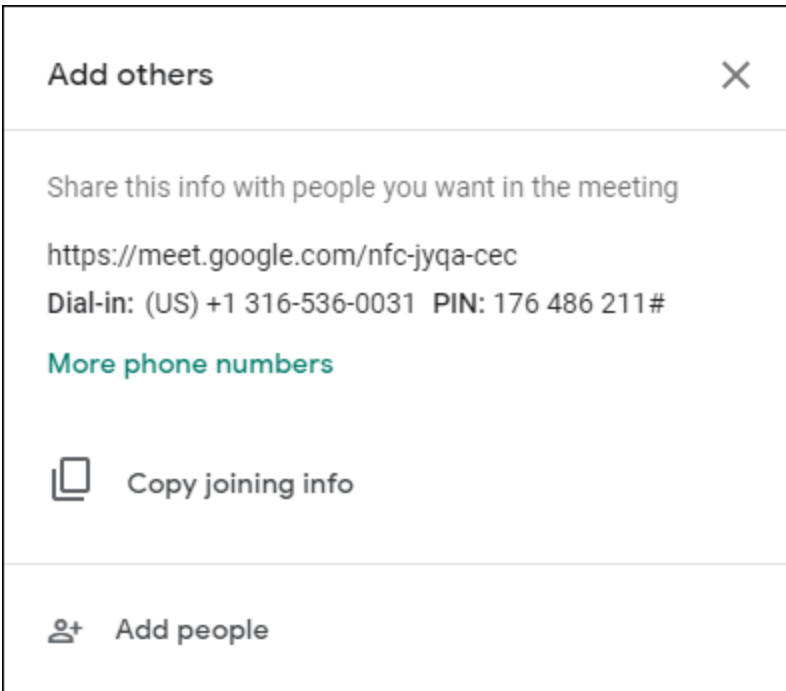 Add others
Share this info with people you want in the meeting
https://meet.google.com/nfc-jyqa-cec
Dial-in: (US) +1 316-536-0031 PIN: 176 486 211#
More phone numbers
Copy joining info
Add people